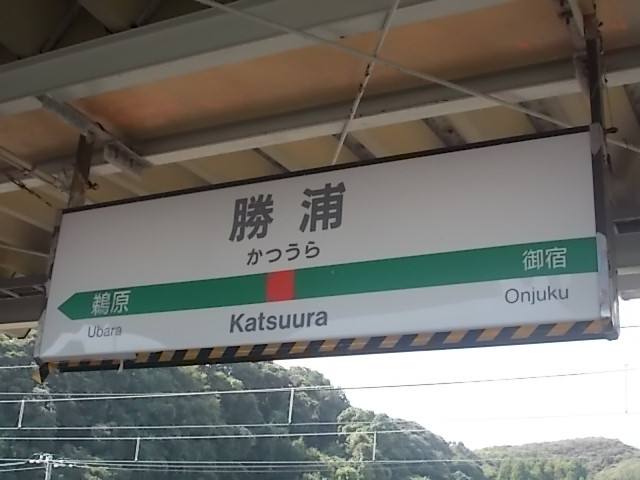 勝浦
かつうら
鵜原
御宿
Ubara
Katsuura
Onjuku